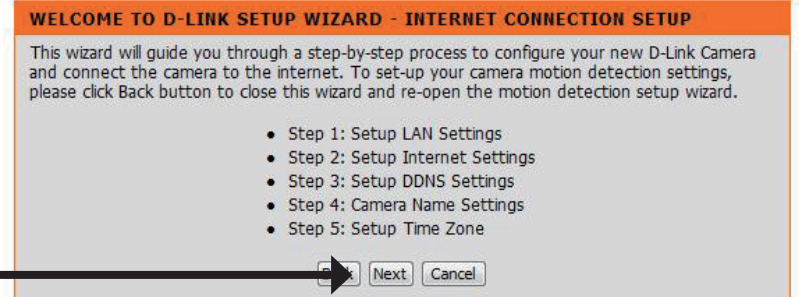 WELCOME TO D-LINK SETUP WIZARD - INTERNET CONNECTION SETUP
This wizard will guide you through a step-by-step process to configure your new D-Link Camera
and connect the camera to the internet. To set-up your camera motion detection settings,
please click Back button to close this wizard and re-open the motion detection setup wizard.
• Step 1: Setup LAN Settings
• Step 2: Setup Internet Settings
• Step 3: Setup DDNS Settings
• Step 4: Camera Name Settings
• Step 5: Setup Time Zone
Next Cancel